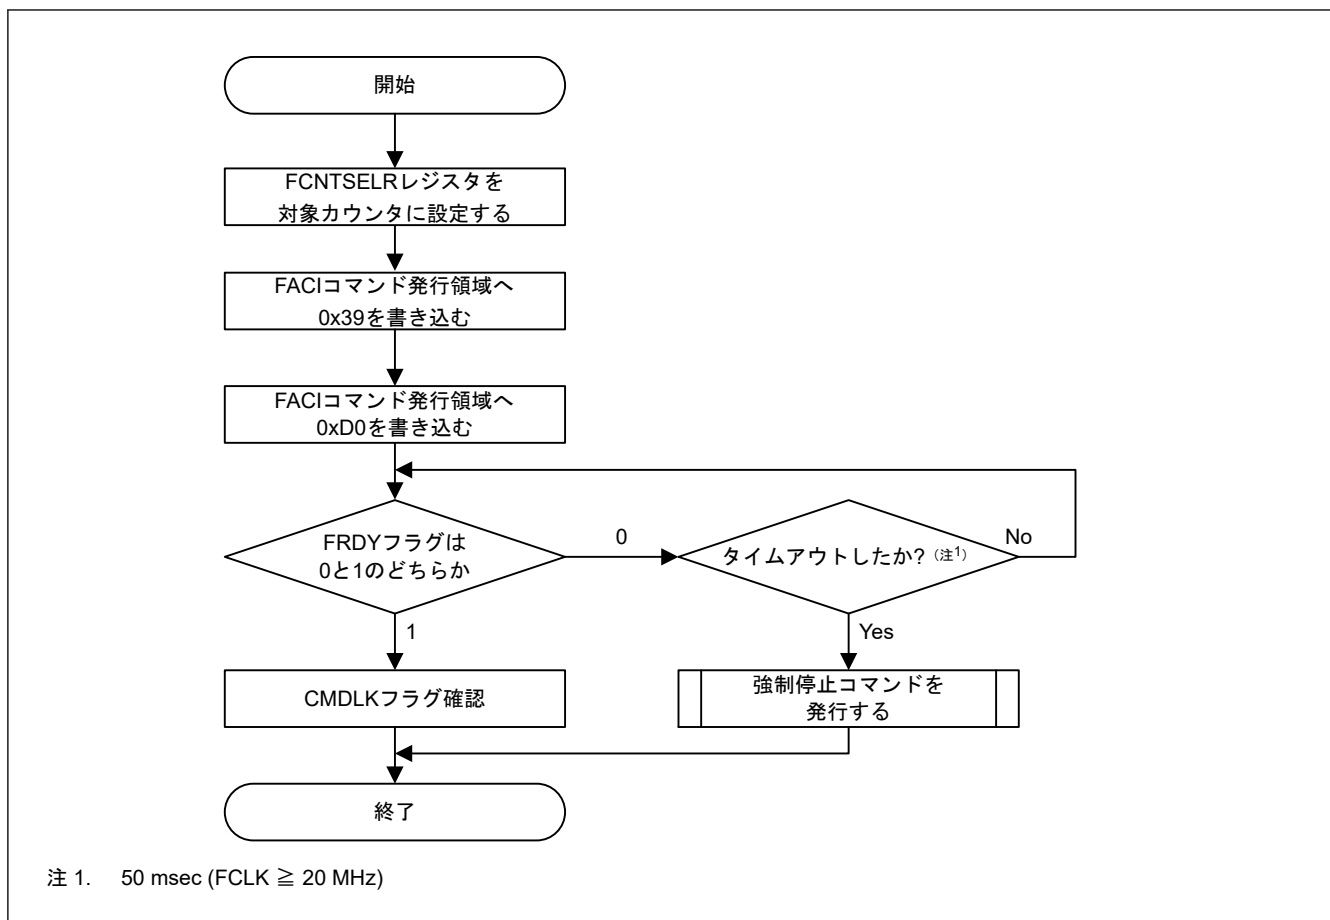 開始
FCNTSELRレジスタを
対象カウンタに設定する
FACIコマンド発行領域へ
0x39を書き込む
FACIコマンド発行領域へ
0xD0を書き込む
FRDYフラグは
0と1のどちらか
0
タイムアウトしたか? (注1)
No
1
Yes
CMDLKフラグ確認
強制停止コマンドを
発行する
終了
注 1. 50 msec (FCLK ≧ 20 MHz)